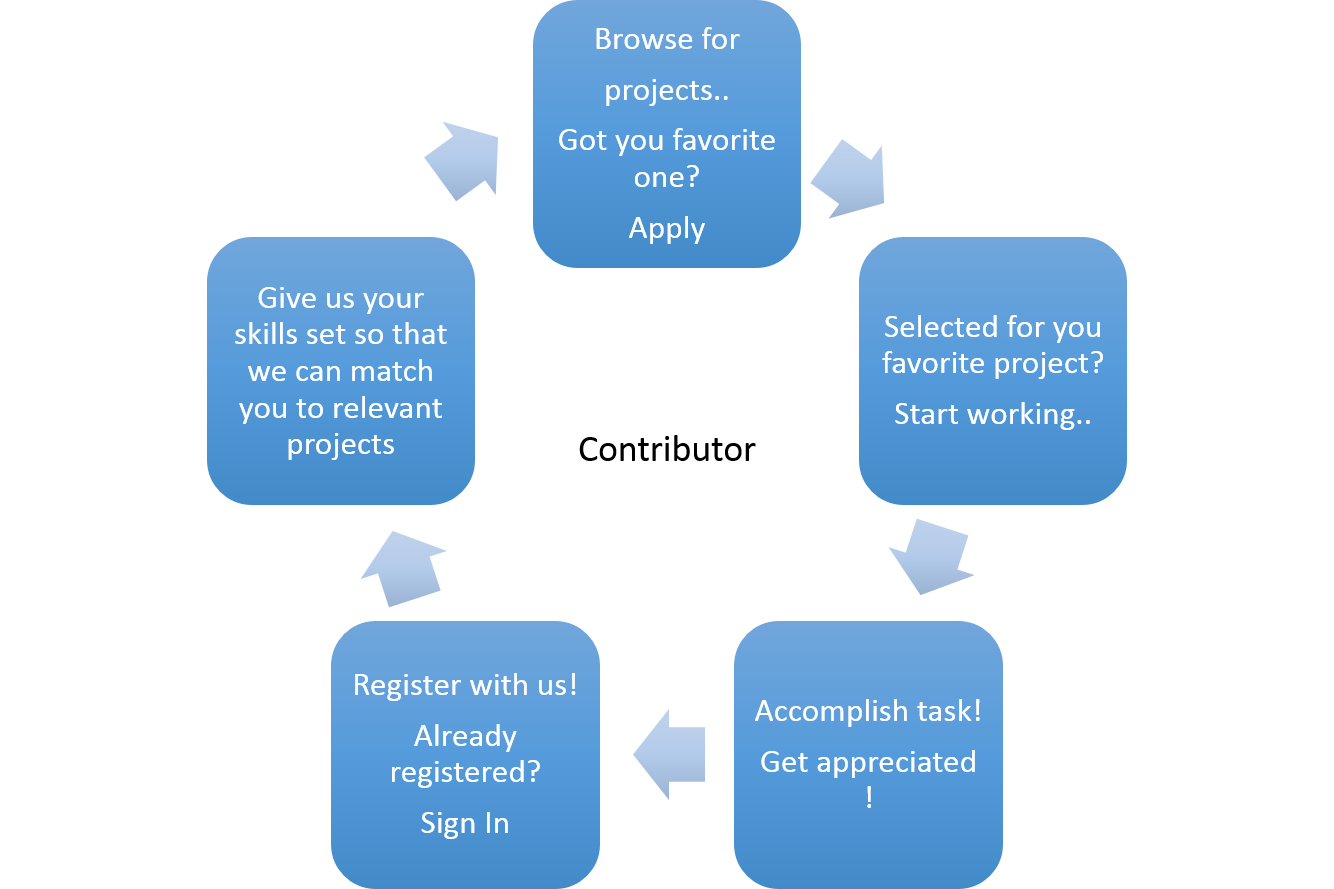 Browse for
projects..
Got you favorite
one?
Apply
Selected for you
favorite project?
Start working..
Accomplish task!
Get appreciated
!
Register with us!
Already
registered?
Sign In
Give us your
skills set so that
we can match
you to relevant
projects
Contributor